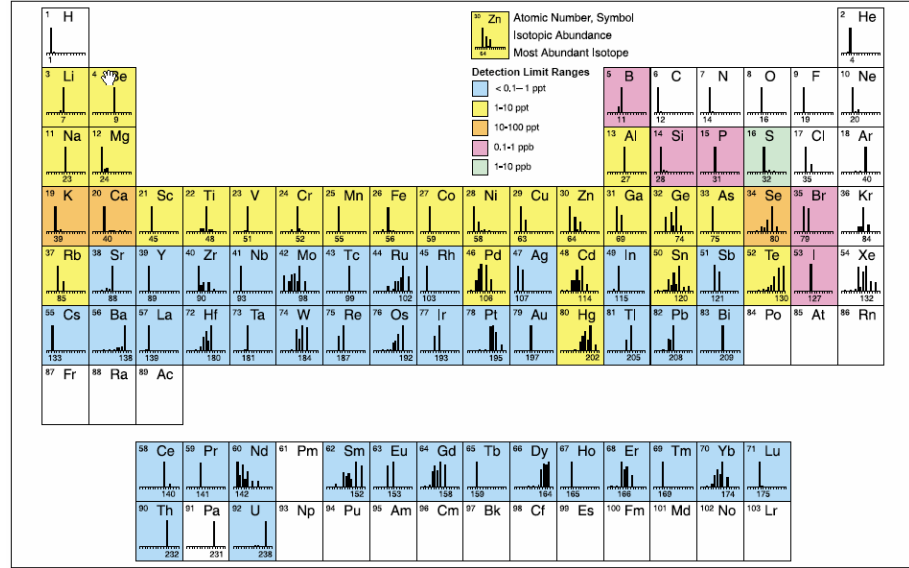 1 H
30 Zn Atomic Number, Symbol
2 He
Isotopic Abundance
64 Most Abundant Isotope
1 4
Detection Limit Ranges
3 Li 4 Be 5 B 6 C 7 N 8 O 9 F 10 Ne
< 0.1–1 ppt
1-10 ppt
7 9 11 12 14 16 19 20
10-100 ppt
11 Na 12 Mg 13 Al 14 Si 15 P 16 S 17 Cl 18 Ar
0.1-1 ppb
1-10 ppb
23 24 27 28 31 32 35 40
19 K 20 Ca 21 Sc 22 Ti 23 V 24 Cr 25 Mn 26 Fe 27 Co 28 Ni 29 Cu 30 Zn 31 Ga 32 Ge 33 As 34 Se 35 Br 36 Kr
39 40 45 48 51 52 55 56 59 58 63 64 69 74 75 80 79 84
37 Rb 38 Sr 39 Y 40 Zr 41 Nb 42 Mo 43 Tc 44 Ru 45 Rh 46 Pd 47 Ag 48 Cd 49 In 50 Sn 51 Sb 52 Te 53 I 54 Xe
85 88 89 90 93 98 99 102 103 106 107 114 115 120 121 130 127 132
55 Cs 56 Ba 57 La 72 Hf 73 Ta 74 W 75 Re 76 Os 77 Ir 78 Pt 79 Au 80 Hg 81 Tl 82 Pb 83 Bi 84 Po 85 At 86 Rn
133 138 139 180 181 184 187 192 193 195 197 202 205 208 209
87 Fr 88 Ra 89 Ac
58 Ce 59 Pr 60 Nd 61 Pm 62 Sm 63 Eu 64 Gd 65 Tb 66 Dy 67 Ho 68 Er 69 Tm 70 Yb 71 Lu
140 141 142 152 153 158 159 164 165 166 169 174 175
90 Th 91 Pa 92 U 93 Np 94 Pu 95 Am 96 Cm 97 Bk 98 Cf 99 Es 100 Fm 101 Md 102 No 103 Lr
232 231 238